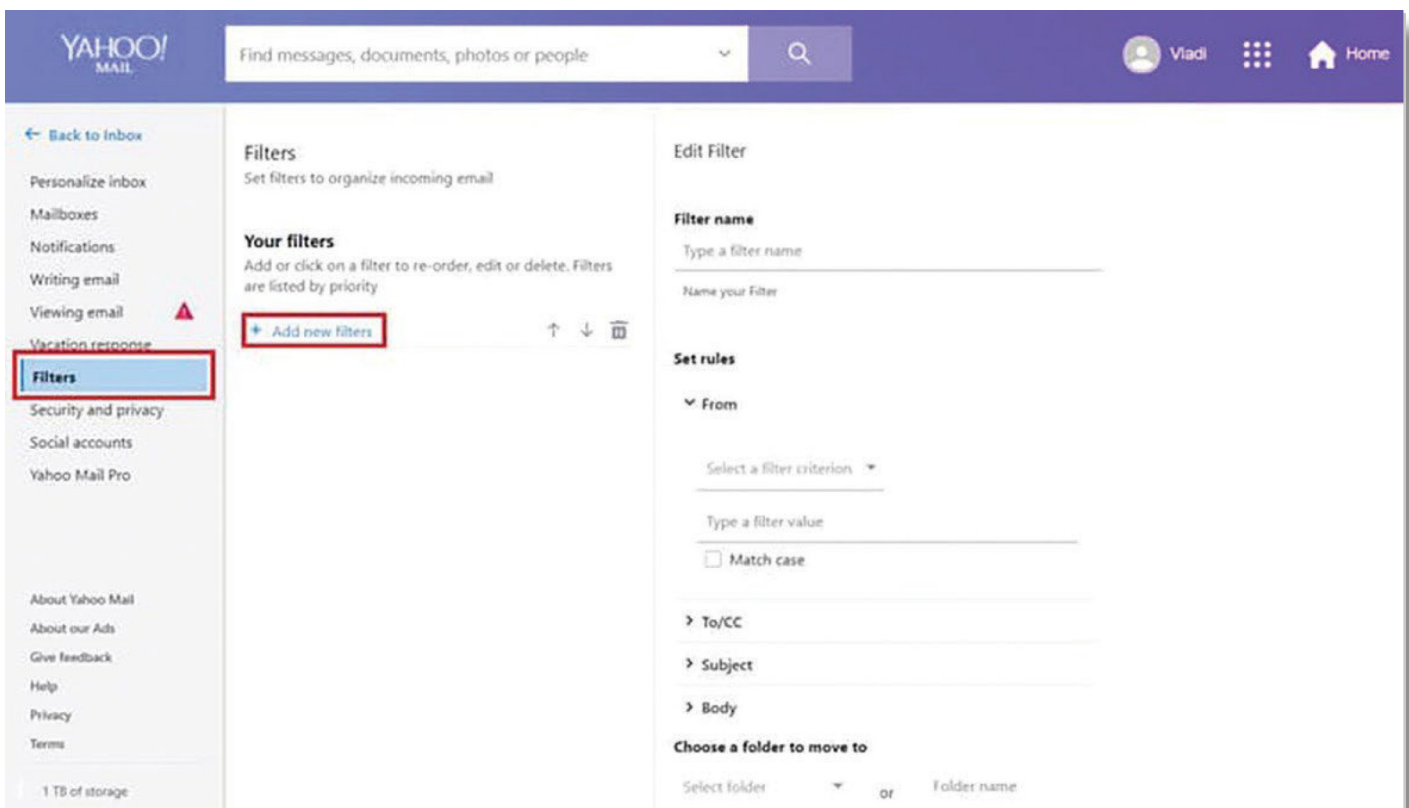 YAHOO!
MAIL
Find messages, documents, photos or people
Vladi
Home
← Back to Inbox
Personalize inbox
Mailboxes
Notifications
Writing email
Viewing email
Vacation response
Filters
Security and privacy
Social accounts
Yahoo Mail Pro
About Yahoo Mail
About our Ads
Give feedback
Help
Privacy
Terms
1 TB of storage
Filters
Set filters to organize incoming email
Your filters
Add or click on a filter to re-order, edit or delete. Filters
are listed by priority
+ Add new filters
Edit Filter
Filter name
Type a filter name
Name your Filter
Set rules
From
Select a filter criterion
Type a filter value
Match case
To/CC
Subject
Body
Choose a folder to move to
Select folder or Folder name